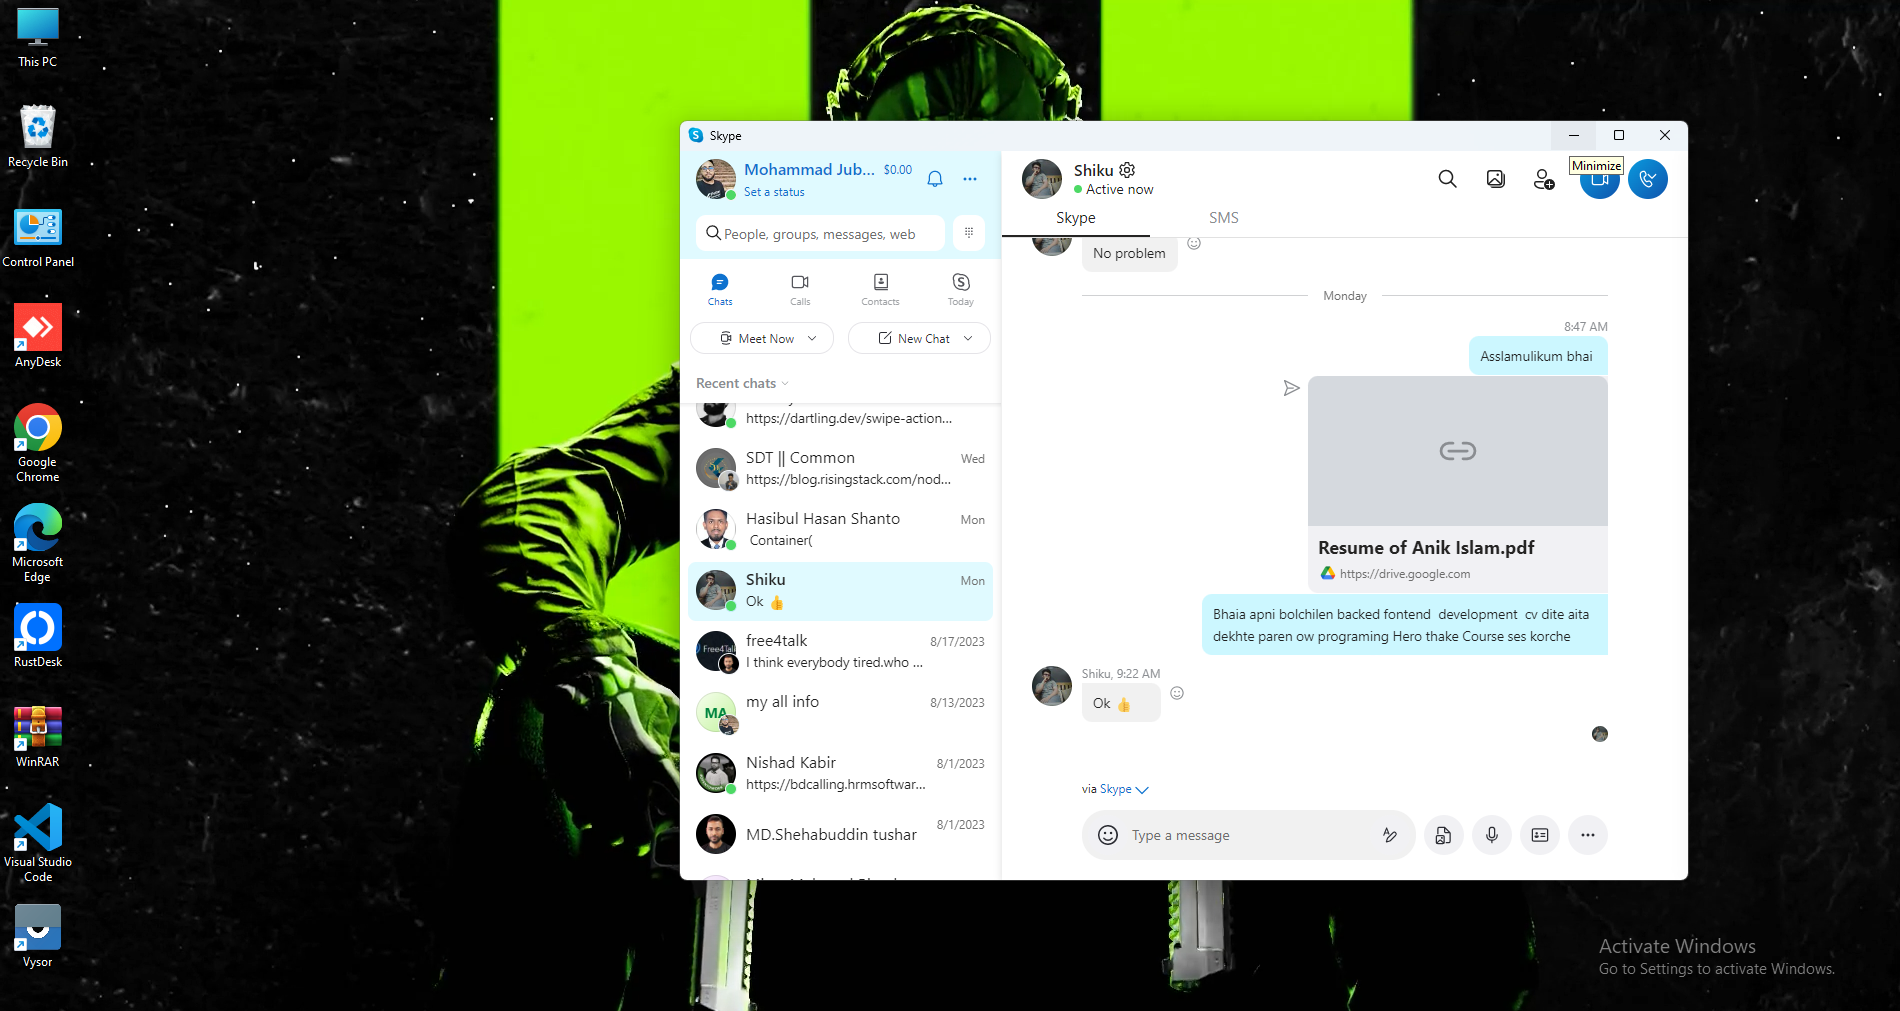 This PC
Recycle Bin
Control Panel
AnyDesk
Google
Chrome
Microsoft
Edge
RustDesk
WinRAR
Visual Studio
Code
Vysor
Skype
Mohammad Jub... $0.00
Set a status
People, groups, messages, web
Chats
Calls
Contacts
Today
Meet Now
New Chat
Recent chats
https://dartling.dev/swipe-action...
SDT || Common Wed
https://blog.risingstack.com/nod...
Hasibul Hasan Shanto Mon
Container(
Shiku Mon
Ok 👍
free4talk 8/17/2023
I think everybody tired.who ...
my all info 8/13/2023
MA
Nishad Kabir 8/1/2023
https://bdcalling.hrmsoftwar...
MD.Shehabuddin tushar 8/1/2023
Shiku
Active now
Minimize
Skype
SMS
No problem
Monday
8:47 AM
Asslamulikum bhai
Resume of Anik Islam.pdf
https://drive.google.com
Bhaia apni bolchilen backed fontend development cv dite aita
dekhte paren ow programing Hero thake Course ses korche
Shiku, 9:22 AM
Ok 👍
via Skype
Type a message
Activate Windows
Go to Settings to activate Windows.